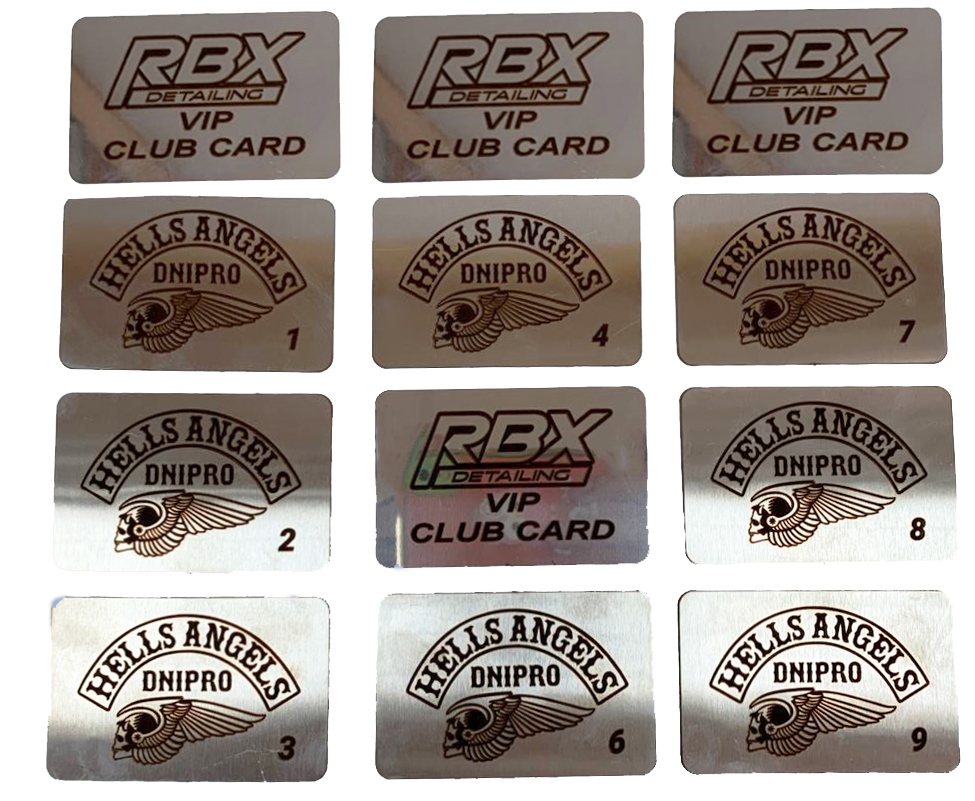 RBX
DETAILING
VIP
CLUB CARD
RBX
DETAILING
VIP
CLUB CARD
RBX
DETAILING
VIP
CLUB CARD
HELLS ANGELS
DNIPRO
1
HELLS ANGELS
DNIPRO
4
HELLS ANGELS
DNIPRO
7
HELLS ANGELS
DNIPRO
2
RBX
DETAILING
VIP
CLUB CARD
HELLS ANGELS
DNIPRO
8
HELLS ANGELS
DNIPRO
3
HELLS ANGELS
DNIPRO
6
HELLS ANGELS
DNIPRO
9